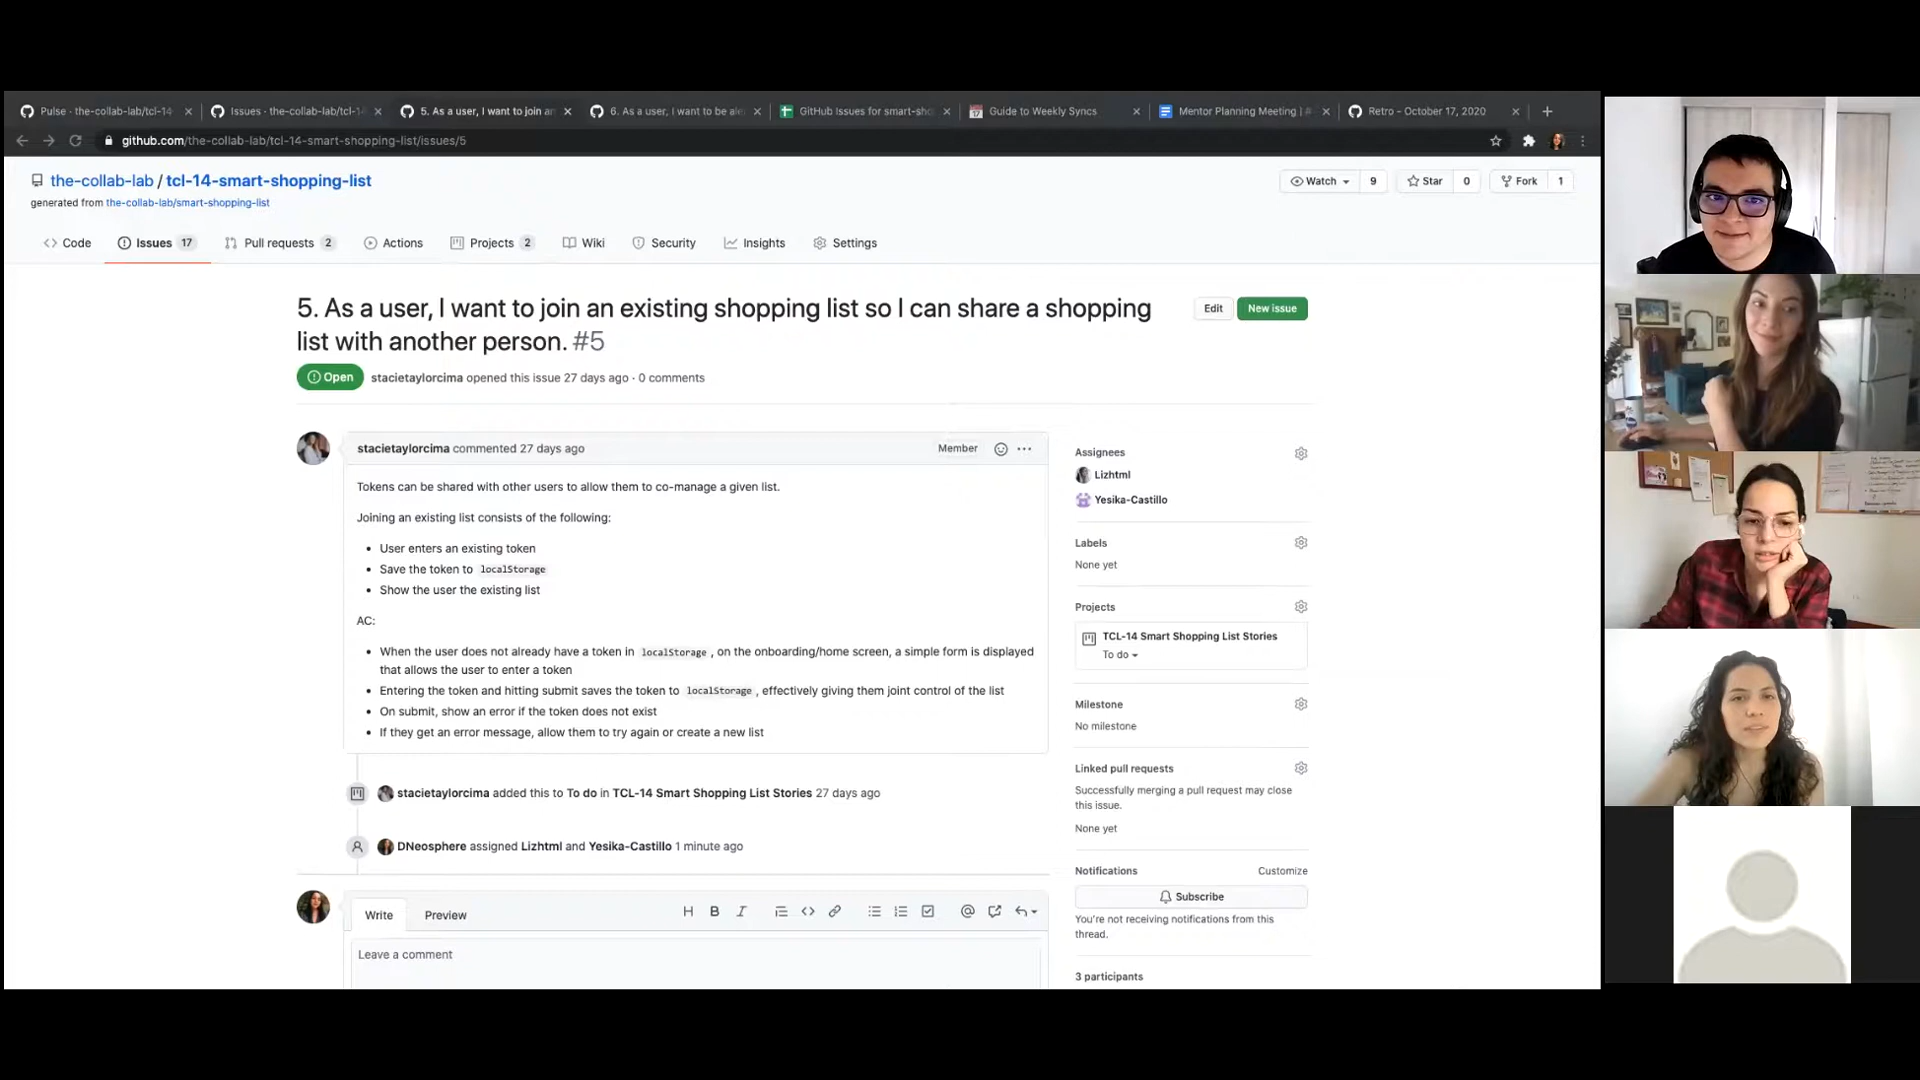 Pulse · the-collab-lab/tcl-14-
Issues · the-collab-lab/tcl-1
5. As a user, I want to join an
6. As a user, I want to be ale
GitHub Issues for smart-sho
Guide to Weekly Syncs
Mentor Planning Meeting | #
Retro - October 17, 2020
github.com/the-collab-lab/tcl-14-smart-shopping-list/issues/5
the-collab-lab / tcl-14-smart-shopping-list
Watch 9 Star 0 Fork 1
generated from the-collab-lab/smart-shopping-list
Code Issues 17 Pull requests 2 Actions Projects 2 Wiki Security Insights Settings
5. As a user, I want to join an existing shopping list so I can share a shopping
list with another person. #5
Edit New issue
Open stacietaylorcima opened this issue 27 days ago · 0 comments
stacietaylorcima commented 27 days ago Member
Tokens can be shared with other users to allow them to co-manage a given list.
Joining an existing list consists of the following:
• User enters an existing token
• Save the token to localStorage
• Show the user the existing list
AC:
• When the user does not already have a token in localStorage , on the onboarding/home screen, a simple form is displayed
that allows the user to enter a token
• Entering the token and hitting submit saves the token to localStorage , effectively giving them joint control of the list
• On submit, show an error if the token does not exist
• If they get an error message, allow them to try again or create a new list
stacietaylorcima added this to To do in TCL-14 Smart Shopping List Stories 27 days ago
DNeosphere assigned Lizhtml and Yesika-Castillo 1 minute ago
Write Preview
Leave a comment
Assignees
Lizhtml
Yesika-Castillo
Labels
None yet
Projects
TCL-14 Smart Shopping List Stories
To do
Milestone
No milestone
Linked pull requests
Successfully merging a pull request may close
this issue.
None yet
Notifications Customize
Subscribe
You're not receiving notifications from this
thread.
3 participants